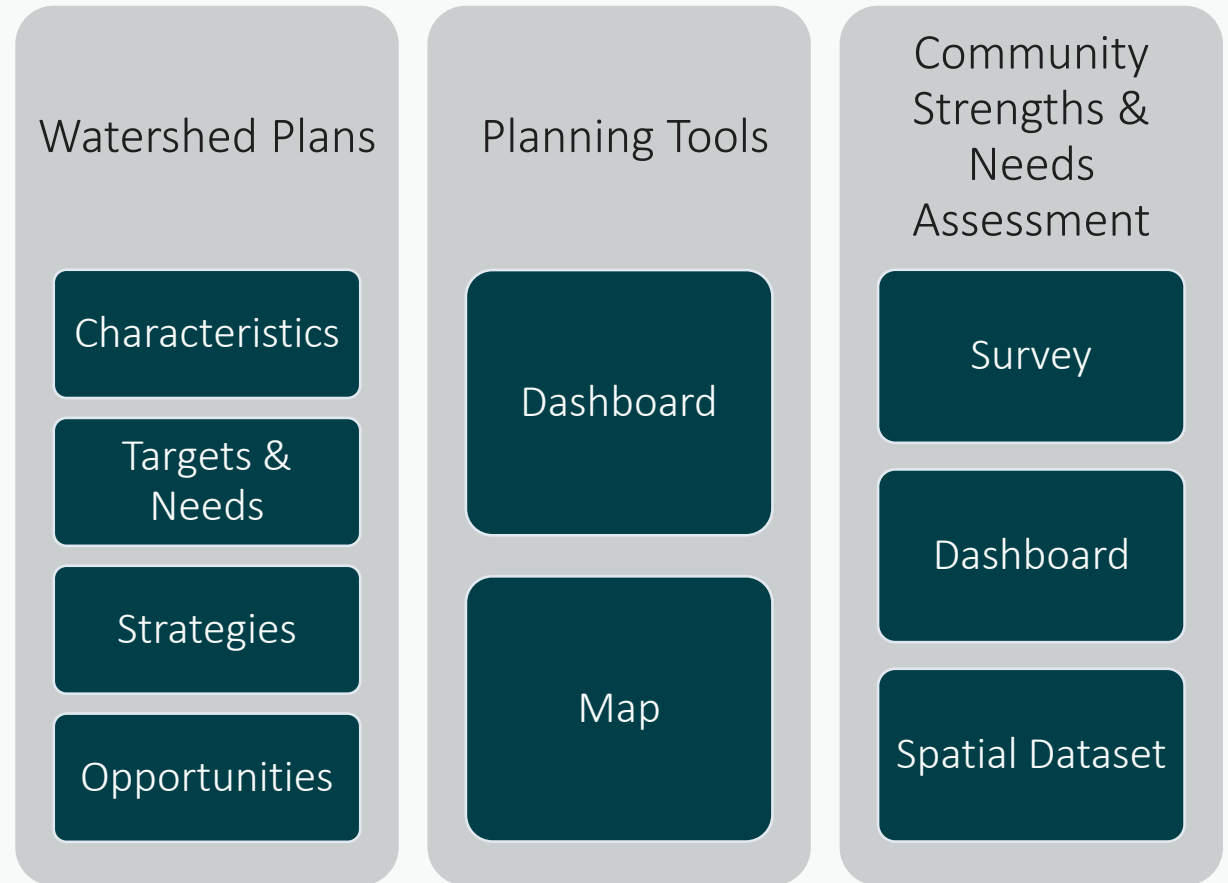 Watershed Plans
Characteristics
Targets &
Needs
Strategies
Opportunities
Planning Tools
Dashboard
Map
Community
Strengths &
Needs
Assessment
Survey
Dashboard
Spatial Dataset